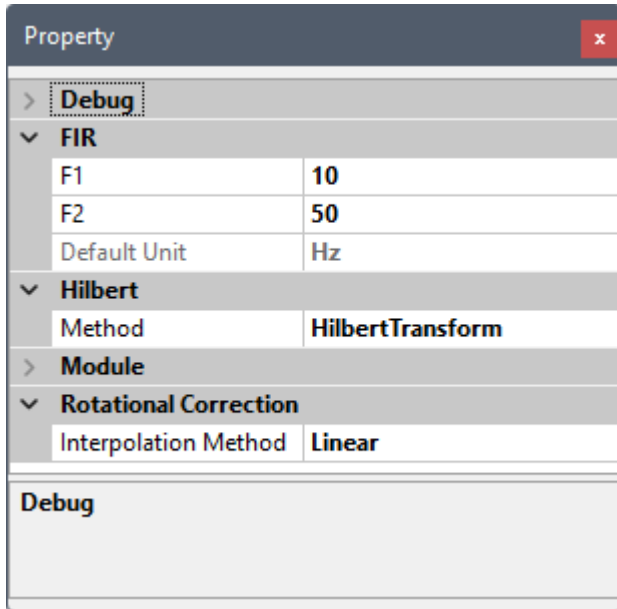 Property
x
Debug
FIR
F1 10
F2 50
Default Unit Hz
Hilbert
Method HilbertTransform
Module
Rotational Correction
Interpolation Method Linear
Debug